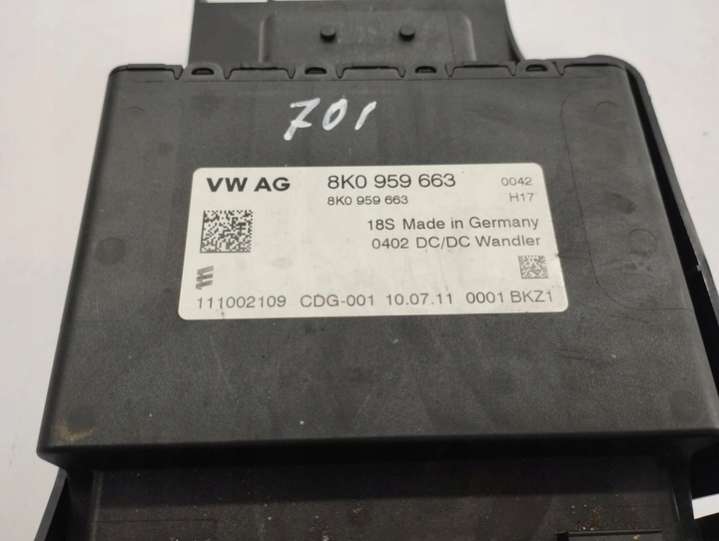 701
VW AG 8K0 959 663 0042
8K0 959 663 H17
18S Made in Germany
0402 DC/DC Wandler
111002109 CDG-001 10.07.11 0001 BKZ1